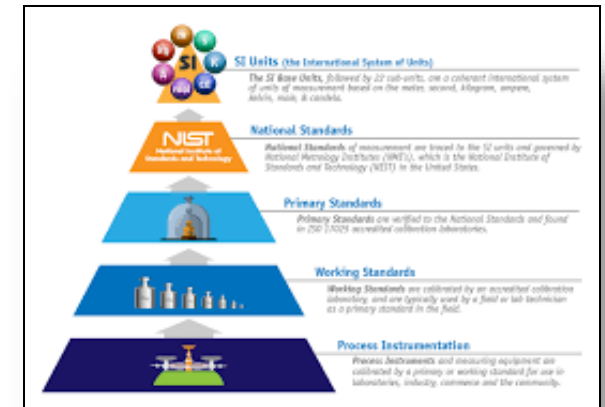 m
kg
s
SI
A
K
mol
cd
SI Units (the International System of Units)
The SI Base Units, followed by 22 sub-units, are a coherent international system
of units of measurement based on the meter, second, kilogram, ampere,
kelvin, mole, & candela.
NIST
National Institute of
Standards and Technology
National Standards
National Standards of measurement are traced to the SI units and governed by
National Metrology Institutes (NMI's), which is the National Institute of
Standards and Technology (NIST) in the United States.
Primary Standards
Primary Standards are verified to the National Standards and found
in ISO 17025 accredited calibration laboratories.
Working Standards
Working Standards are calibrated by an accredited calibration
laboratory, and are typically used by a field or lab technician
as a primary standard in the field.
Process Instrumentation
Process Instruments and measuring equipment are
calibrated by a primary or working standard for use in
laboratories, industry, commerce and the community.